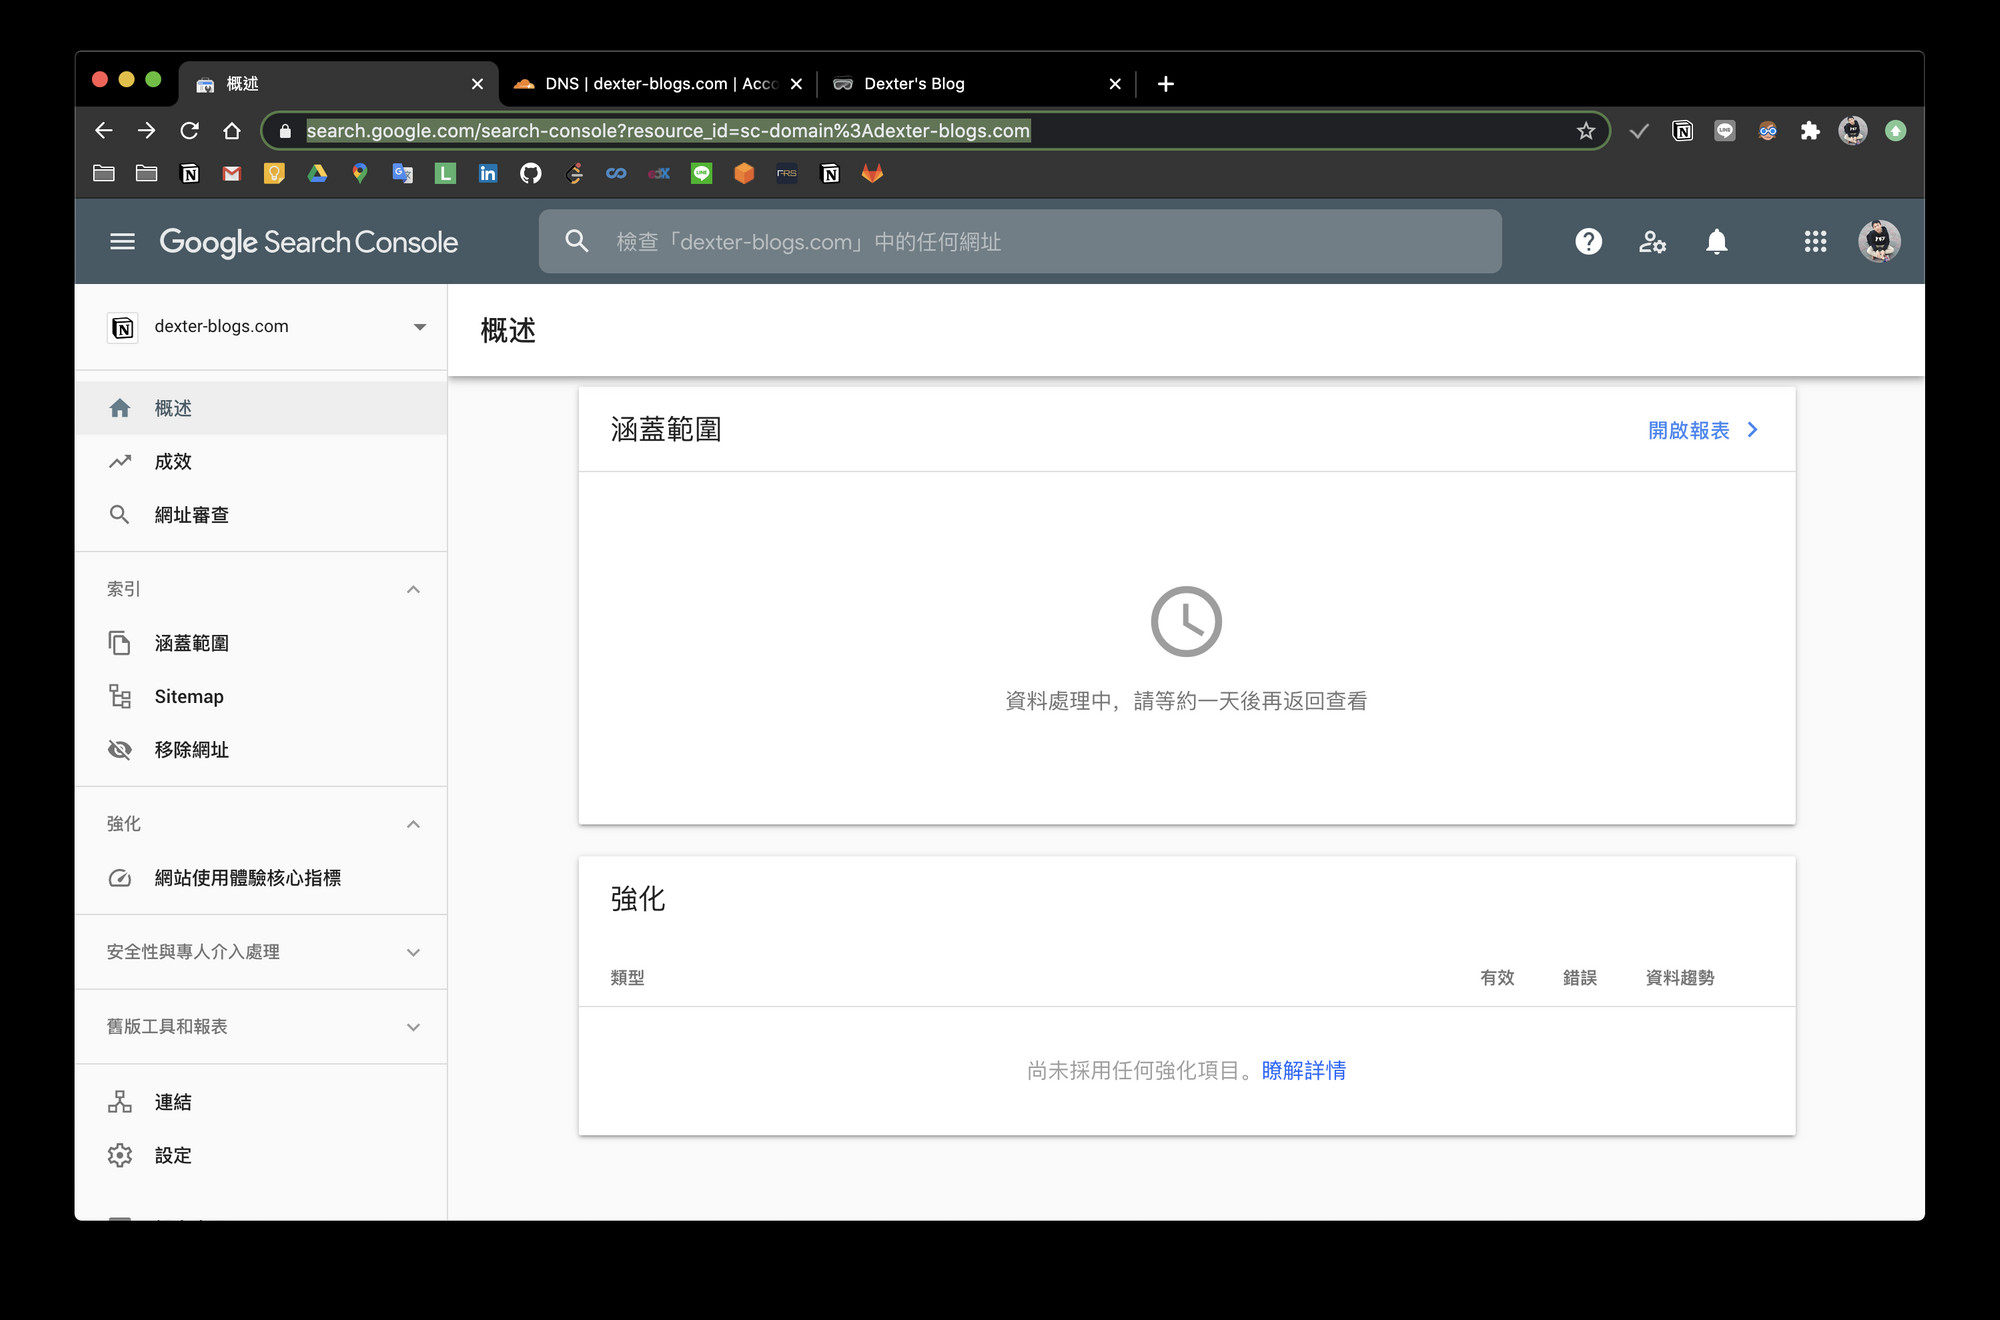 概述
DNS | dexter-blogs.com | Acco
Dexter's Blog
search.google.com/search-console?resource_id=sc-domain%3Adexter-blogs.com
Google Search Console
檢查「dexter-blogs.com」中的任何網址
dexter-blogs.com
概述
概述
成效
網址審查
索引
涵蓋範圍
Sitemap
移除網址
強化
網站使用體驗核心指標
安全性與專人介入處理
舊版工具和報表
連結
設定
涵蓋範圍
開啟報表
資料處理中，請等約一天後再返回查看
強化
類型 有效 錯誤 資料趨勢
尚未採用任何強化項目。瞭解詳情